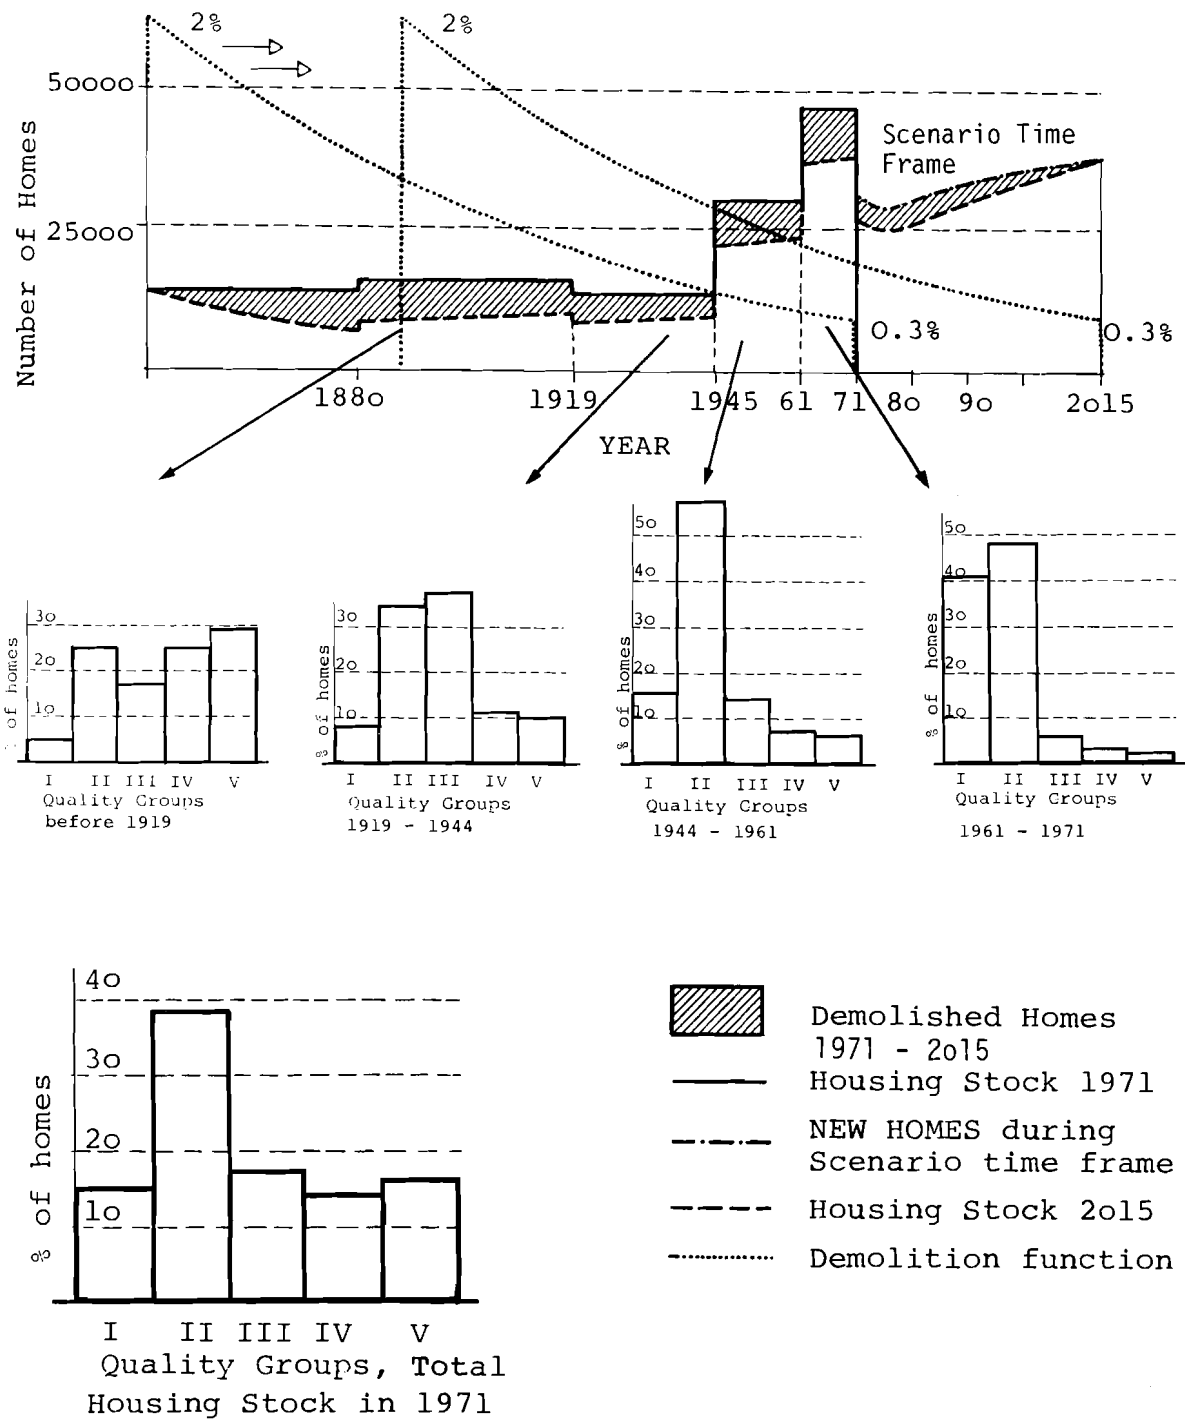 2%
2%
50000
Scenario Time
Frame
25000
Number of Homes
0.3%
0.3%
1880
1919
1945
61
71
80
90
2015
YEAR
30
20
10
% of homes
I II III IV V
Quality Groups
before 1919
30
20
10
% of homes
I II III IV V
Quality Groups
1919 - 1944
50
40
30
20
10
% of homes
I II III IV V
Quality Groups
1944 - 1961
50
40
30
20
10
% of homes
I II III IV V
Quality Groups
1961 - 1971
40
30
20
10
% of homes
I II III IV V
Quality Groups, Total
Housing Stock in 1971
Demolished Homes
1971 - 2015
Housing Stock 1971
NEW HOMES during
Scenario time frame
Housing Stock 2015
Demolition function